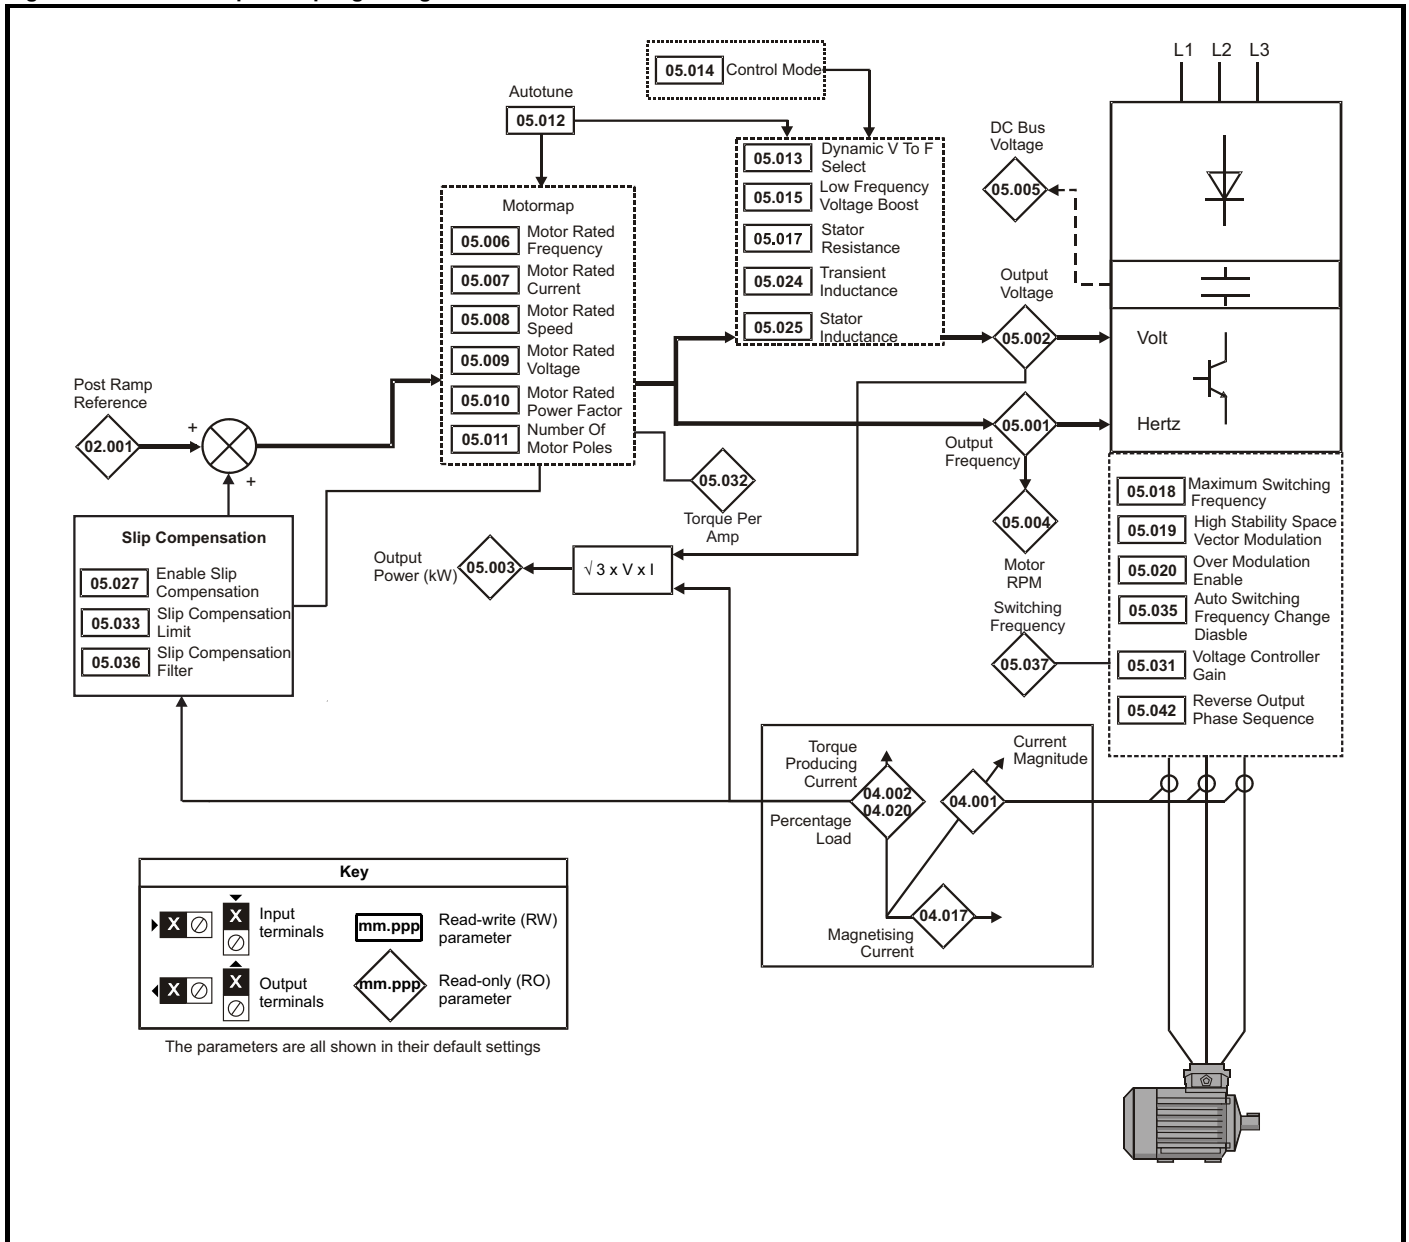 L1 L2 L3
05.014 Control Mode
Autotune
05.012
DC Bus
Voltage
05.005
05.013 Dynamic V To F
Select
05.015 Low Frequency
Voltage Boost
05.017 Stator
Resistance
05.024 Transient
Inductance
05.025 Stator
Inductance
Motormap
05.006 Motor Rated
Frequency
05.007 Motor Rated
Current
05.008 Motor Rated
Speed
05.009 Motor Rated
Voltage
05.010 Motor Rated
Power Factor
05.011 Number Of
Motor Poles
Output
Voltage
05.002
Volt
Post Ramp
Reference
02.001
+
+
05.001
Output
Frequency
Hertz
05.032
Torque Per
Amp
05.004
Motor
RPM
Slip Compensation
05.027 Enable Slip
Compensation
05.033 Slip Compensation
Limit
05.036 Slip Compensation
Filter
Output
Power (kW)
05.003
√3 x V x I
Switching
Frequency
05.037
05.018 Maximum Switching
Frequency
05.019 High Stability Space
Vector Modulation
05.020 Over Modulation
Enable
05.035 Auto Switching
Frequency Change
Diasble
05.031 Voltage Controller
Gain
05.042 Reverse Output
Phase Sequence
Torque
Producing
Current
04.002
04.020
Percentage
Load
Current
Magnitude
04.001
04.017
Magnetising
Current
Key
X X Input
terminals
mm.ppp Read-write (RW)
parameter
X X Output
terminals
mm.ppp Read-only (RO)
parameter
The parameters are all shown in their default settings